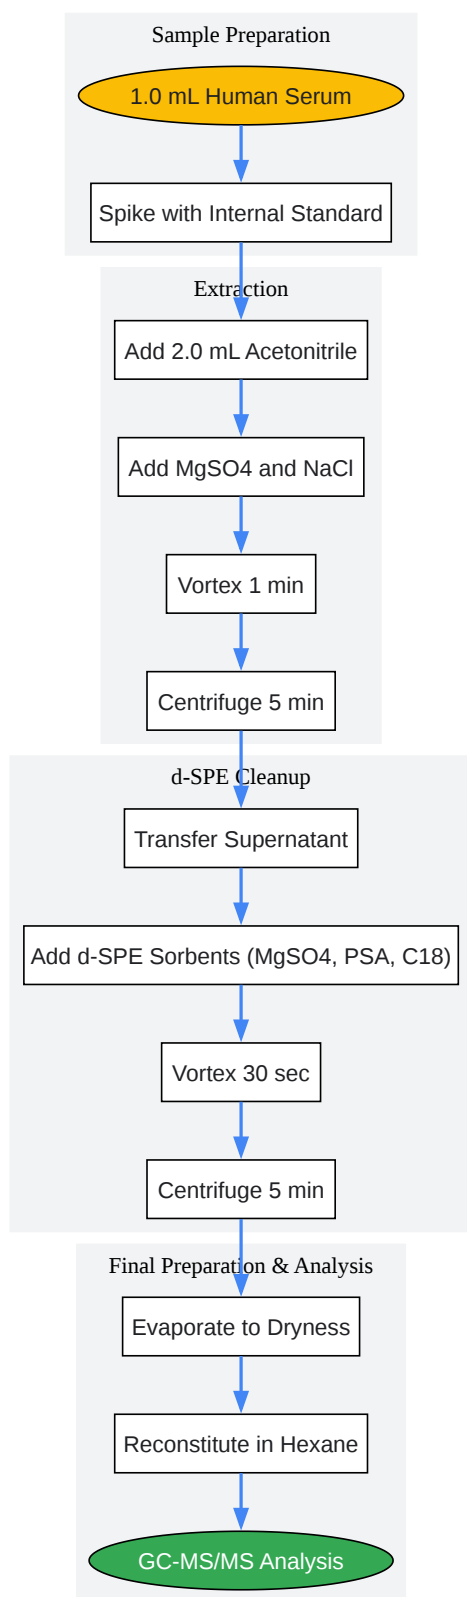 Sample Preparation
1.0 mL Human Serum
Spike with Internal Standard
Extraction
Add 2.0 mL Acetonitrile
Add MgSO4 and NaCl
Vortex 1 min
Centrifuge 5 min
d-SPE Cleanup
Transfer Supernatant
Add d-SPE Sorbents (MgSO4, PSA, C18)
Vortex 30 sec
Centrifuge 5 min
Final Preparation & Analysis
Evaporate to Dryness
Reconstitute in Hexane
GC-MS/MS Analysis